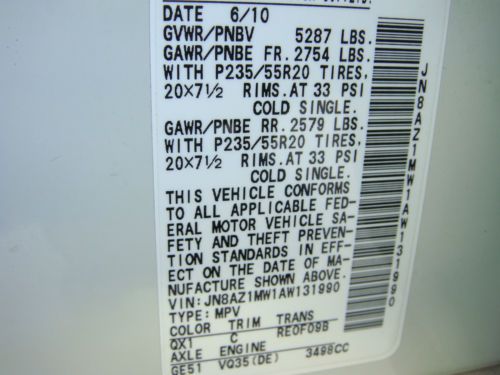 DATE 6/10
GVWR/PNBV 5287 LBS.
GAWR/PNBE FR. 2754 LBS.
WITH P235/55R20 TIRES,
20×7½ RIMS. AT 33 PSI
COLD SINGLE.
GAWR/PNBE RR. 2579 LBS.
WITH P235/55R20 TIRES,
20×7½ RIMS. AT 33 PSI
COLD SINGLE.
THIS VEHICLE CONFORMS
TO ALL APPLICABLE FED-
ERAL MOTOR VEHICLE SA-
FETY AND THEFT PREVEN-
TION STANDARDS IN EFF-
ECT ON THE DATE OF MA-
NUFACTURE SHOWN ABOVE.
VIN: JN8AZ1MW1AW131990
TYPE: MPV
COLOR TRIM TRANS
QX1 C RE0F09B
AXLE ENGINE
GE51 VQ35(DE) 3498CC
JN8AZ1MW1AW131990